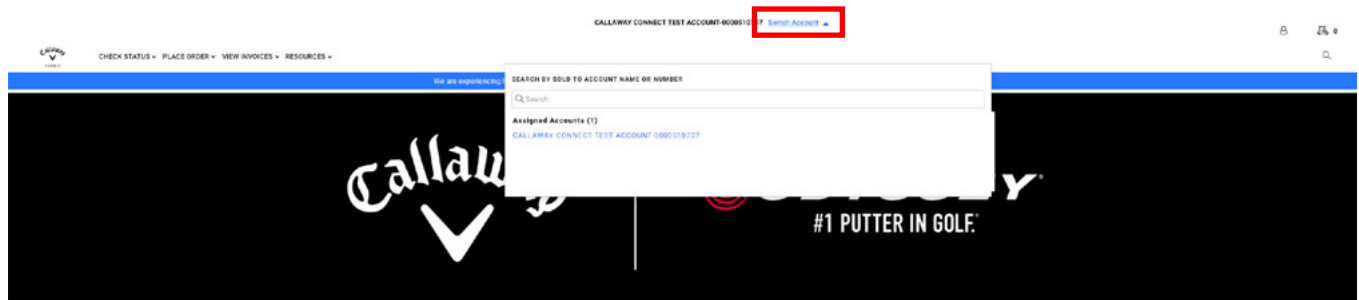 CALLAWAY CONNECT TEST ACCOUNT-0000510707 Switch Account
Callaway
CHECK STATUS PLACE ORDER VIEW INVOICES RESOURCES
0
We are experiencing
SEARCH BY SOLD TO ACCOUNT NAME OR NUMBER
Search
Assigned Accounts (1)
CALLAWAY CONNECT TEST ACCOUNT-0000510707
Callaway
ODYSSEY
#1 PUTTER IN GOLF.